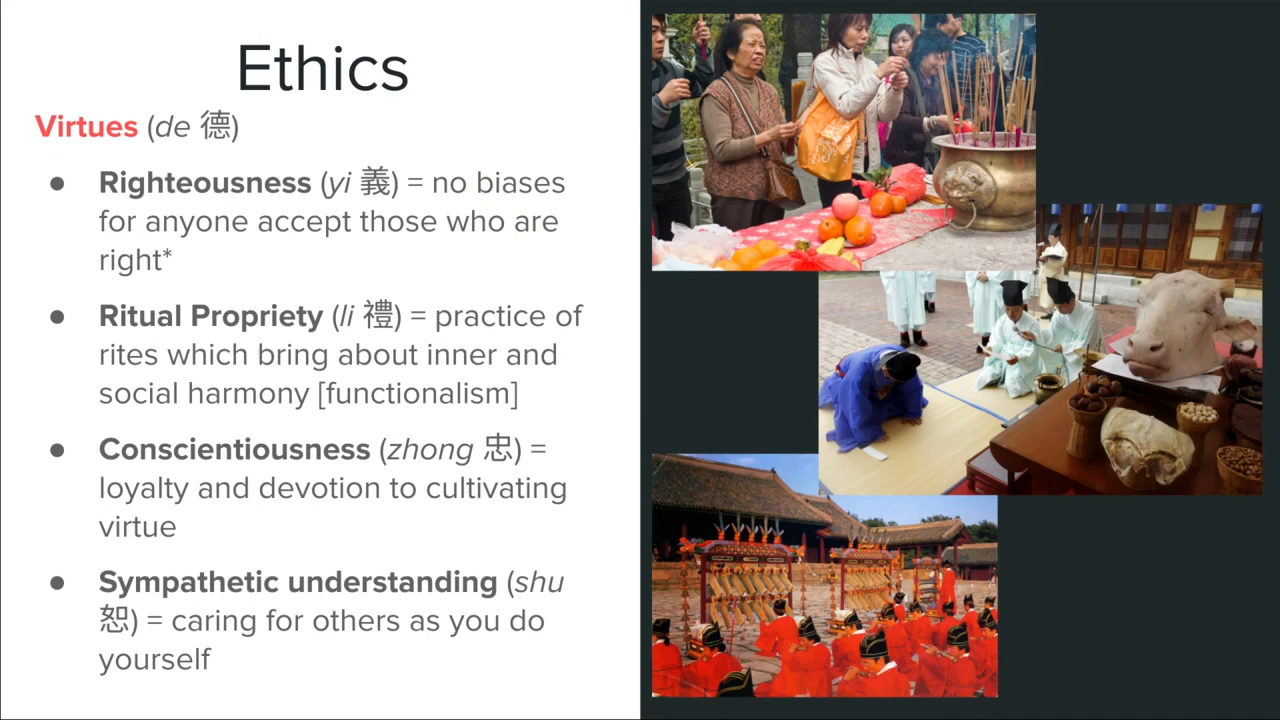 Ethics
Virtues (de 德)
● Righteousness (yi 義) = no biases
for anyone accept those who are
right*
● Ritual Propriety (li 禮) = practice of
rites which bring about inner and
social harmony [functionalism]
● Conscientiousness (zhong 忠) =
loyalty and devotion to cultivating
virtue
● Sympathetic understanding (shu
恕) = caring for others as you do
yourself